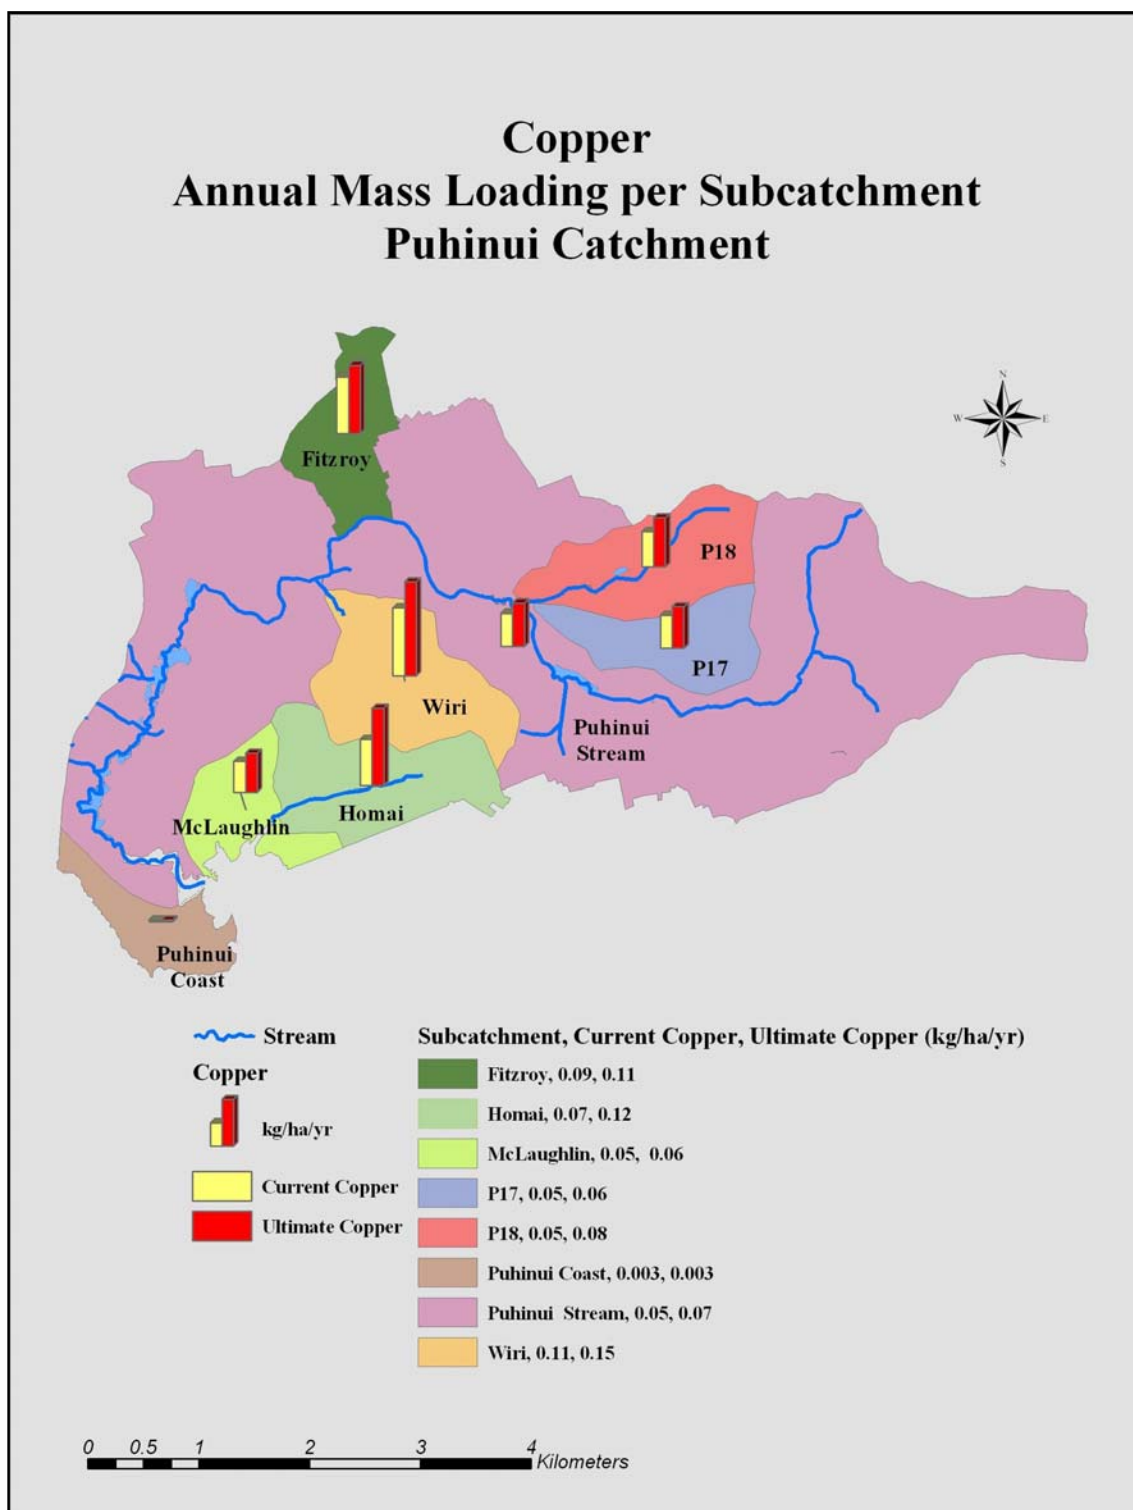 Copper
Annual Mass Loading per Subcatchment
Puhinui Catchment
N
W
E
S
Fitzroy
P18
P17
Wiri
Puhinui
Stream
McLaughlin
Homai
Puhinui
Coast
Stream
Copper
kg/ha/yr
Current Copper
Ultimate Copper
Subcatchment, Current Copper, Ultimate Copper (kg/ha/yr)
Fitzroy, 0.09, 0.11
Homai, 0.07, 0.12
McLaughlin, 0.05, 0.06
P17, 0.05, 0.06
P18, 0.05, 0.08
Puhinui Coast, 0.003, 0.003
Puhinui Stream, 0.05, 0.07
Wiri, 0.11, 0.15
0 0.5 1 2 3 4
Kilometers